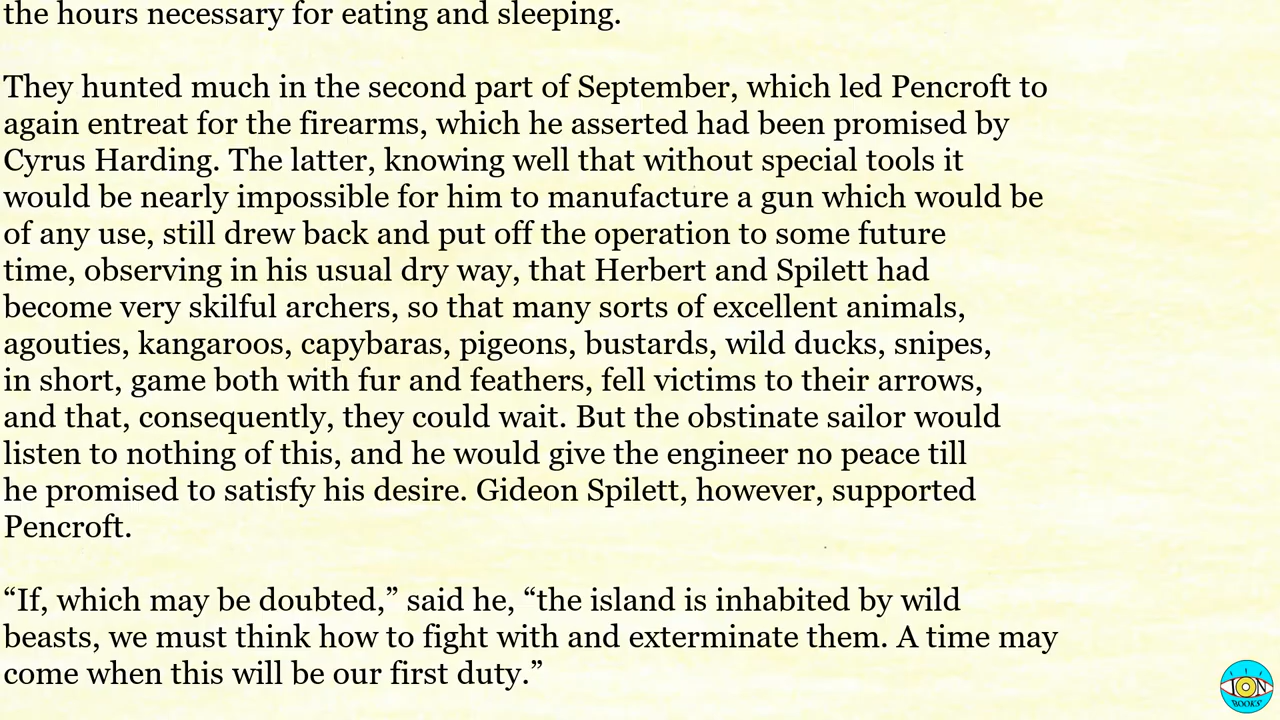 the hours necessary for eating and sleeping.
They hunted much in the second part of September, which led Pencroft to
again entreat for the firearms, which he asserted had been promised by
Cyrus Harding. The latter, knowing well that without special tools it
would be nearly impossible for him to manufacture a gun which would be
of any use, still drew back and put off the operation to some future
time, observing in his usual dry way, that Herbert and Spilett had
become very skilful archers, so that many sorts of excellent animals,
agouties, kangaroos, capybaras, pigeons, bustards, wild ducks, snipes,
in short, game both with fur and feathers, fell victims to their arrows,
and that, consequently, they could wait. But the obstinate sailor would
listen to nothing of this, and he would give the engineer no peace till
he promised to satisfy his desire. Gideon Spilett, however, supported
Pencroft.
“If, which may be doubted,” said he, “the island is inhabited by wild
beasts, we must think how to fight with and exterminate them. A time may
come when this will be our first duty.”
ION
BOOKS